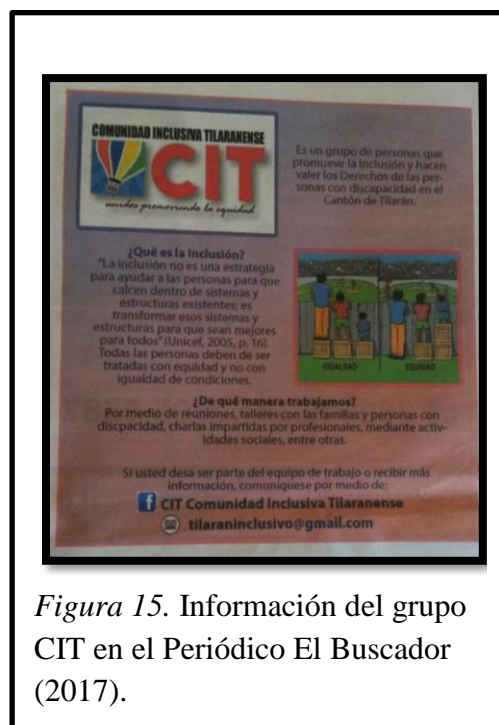 COMUNIDAD INCLUSIVA TILARANENSE
CIT
unidos promoviendo la equidad
Es un grupo de personas que
promueve la Inclusión y hacen
valer los Derechos de las per-
sonas con discapacidad en el
Cantón de Tilarán.
¿Qué es la Inclusión?
"La inclusión no es una estrategia
para ayudar a las personas para que
calcen dentro de sistemas y
estructuras existentes; es
transformar esos sistemas y
estructuras para que sean mejores
para todos" (Unicef, 2005, p. 16).
Todas las personas deben de ser
tratadas con equidad y no con
igualdad de condiciones.
IGUALDAD
EQUIDAD
¿De qué manera trabajamos?
Por medio de reuniones, talleres con las familias y personas con
discpacidad, charlas impartidas por profesionales, mediante activ-
idades sociales, entre otras.
Si usted desa ser parte del equipo de trabajo o recibir más
información, comuniquese por medio de:
f CIT Comunidad Inclusiva Tilaranense
tilaraninclusivo@gmail.com
Figura 15. Información del grupo
CIT en el Periódico El Buscador
(2017).